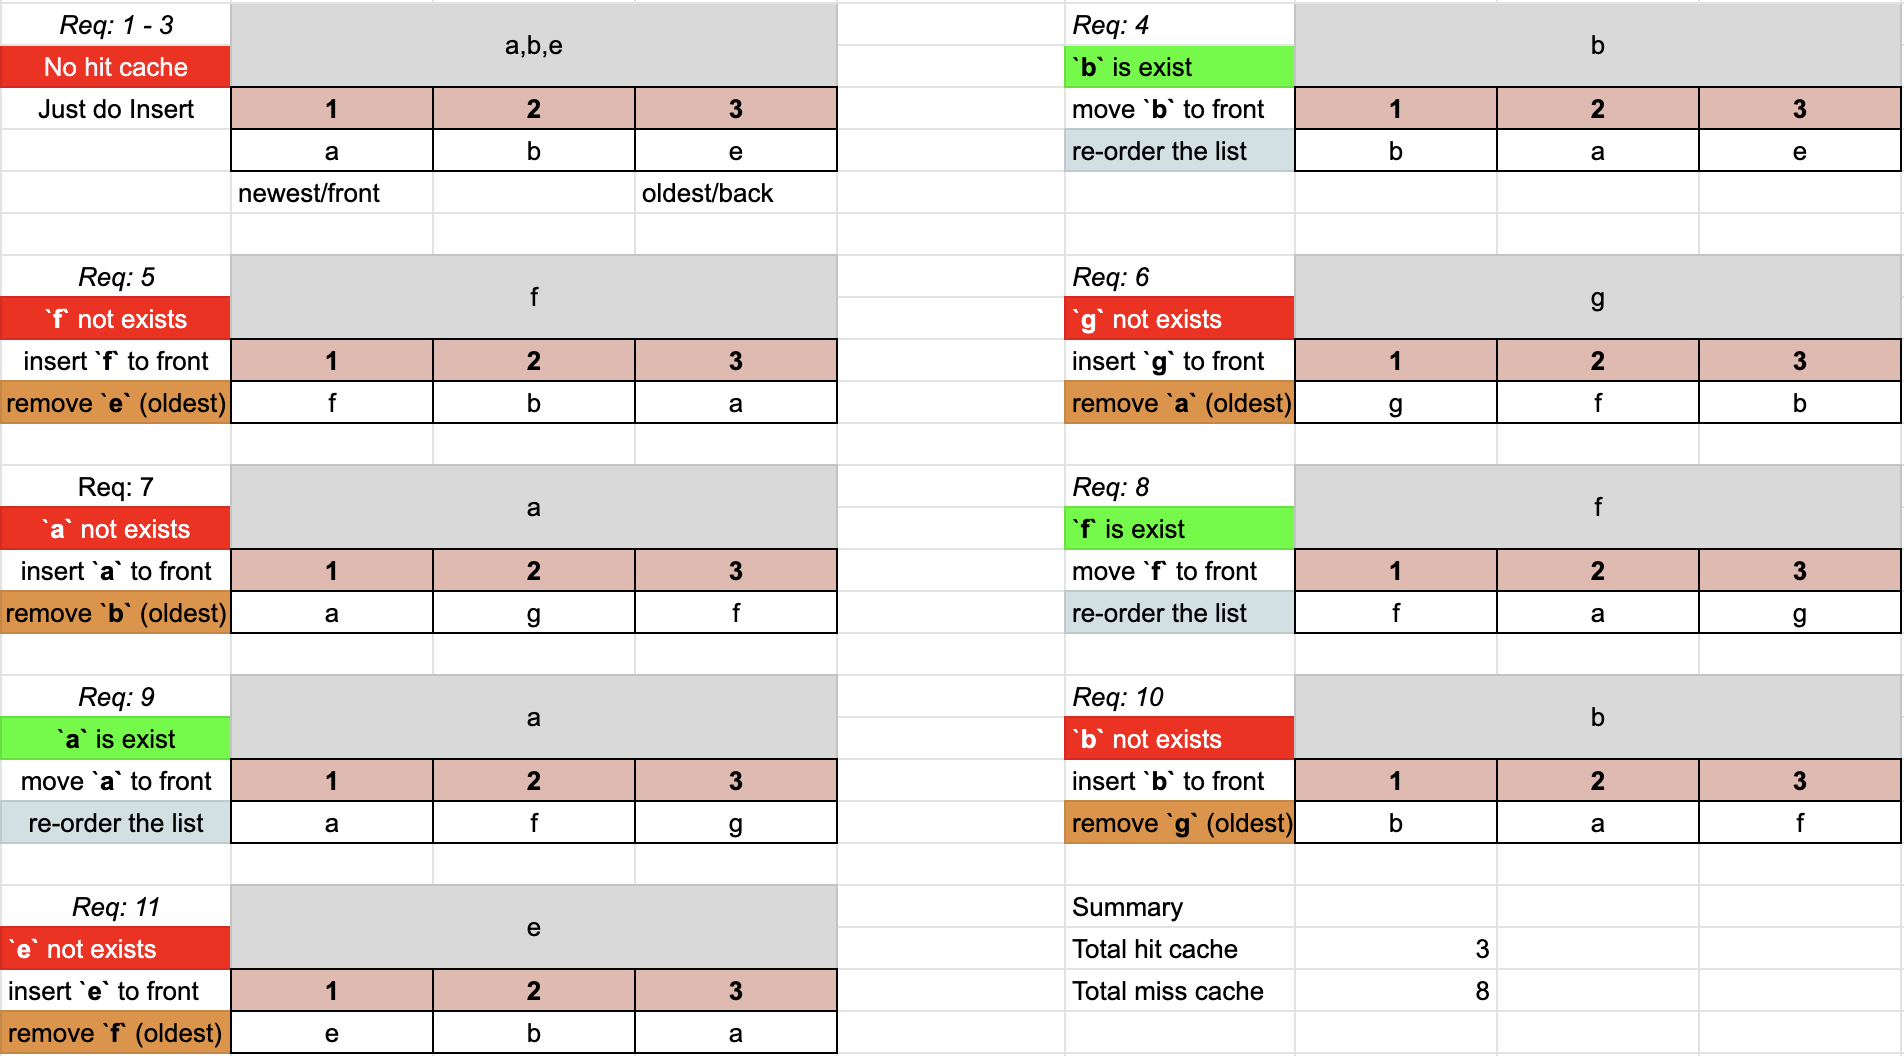 Req: 1 - 3
a,b,e
No hit cache
Just do Insert
1 2 3
a b e
newest/front oldest/back
Req: 4
b
`b` is exist
move `b` to front
1 2 3
re-order the list
b a e
Req: 5
f
`f` not exists
insert `f` to front
1 2 3
remove `e` (oldest)
f b a
Req: 6
g
`g` not exists
insert `g` to front
1 2 3
remove `a` (oldest)
g f b
Req: 7
a
`a` not exists
insert `a` to front
1 2 3
remove `b` (oldest)
a g f
Req: 8
f
`f` is exist
move `f` to front
1 2 3
re-order the list
f a g
Req: 9
a
`a` is exist
move `a` to front
1 2 3
re-order the list
a f g
Req: 10
b
`b` not exists
insert `b` to front
1 2 3
remove `g` (oldest)
b a f
Req: 11
e
`e` not exists
insert `e` to front
1 2 3
remove `f` (oldest)
e b a
Summary
Total hit cache 3
Total miss cache 8